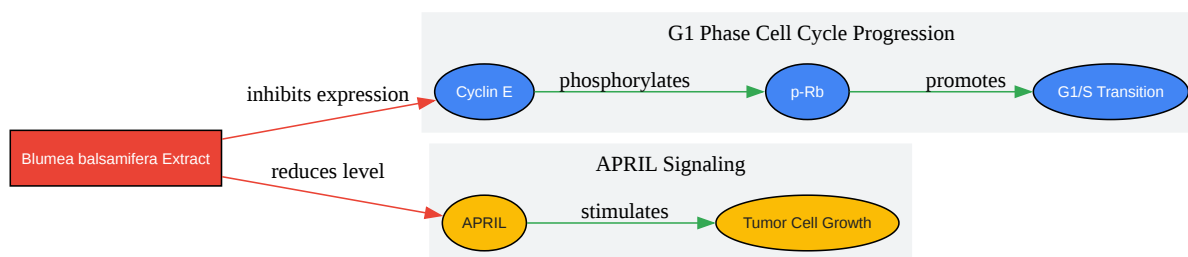 G1 Phase Cell Cycle Progression
inhibits expression
Cyclin E
phosphorylates
p-Rb
promotes
G1/S Transition
Blumea balsamifera Extract
reduces level
APRIL Signaling
APRIL
stimulates
Tumor Cell Growth